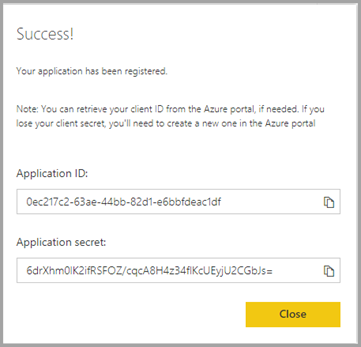 Success!
Your application has been registered.
Note: You can retrieve your client ID from the Azure portal, if needed. If you
lose your client secret, you'll need to create a new one in the Azure portal
Application ID:
0ec217c2-63ae-44bb-82d1-e6bbfdeac1df
Application secret:
6drXhm0lK2ifRSFOZ/cqcA8H4z34flKcUEyjU2CGbJs=
Close